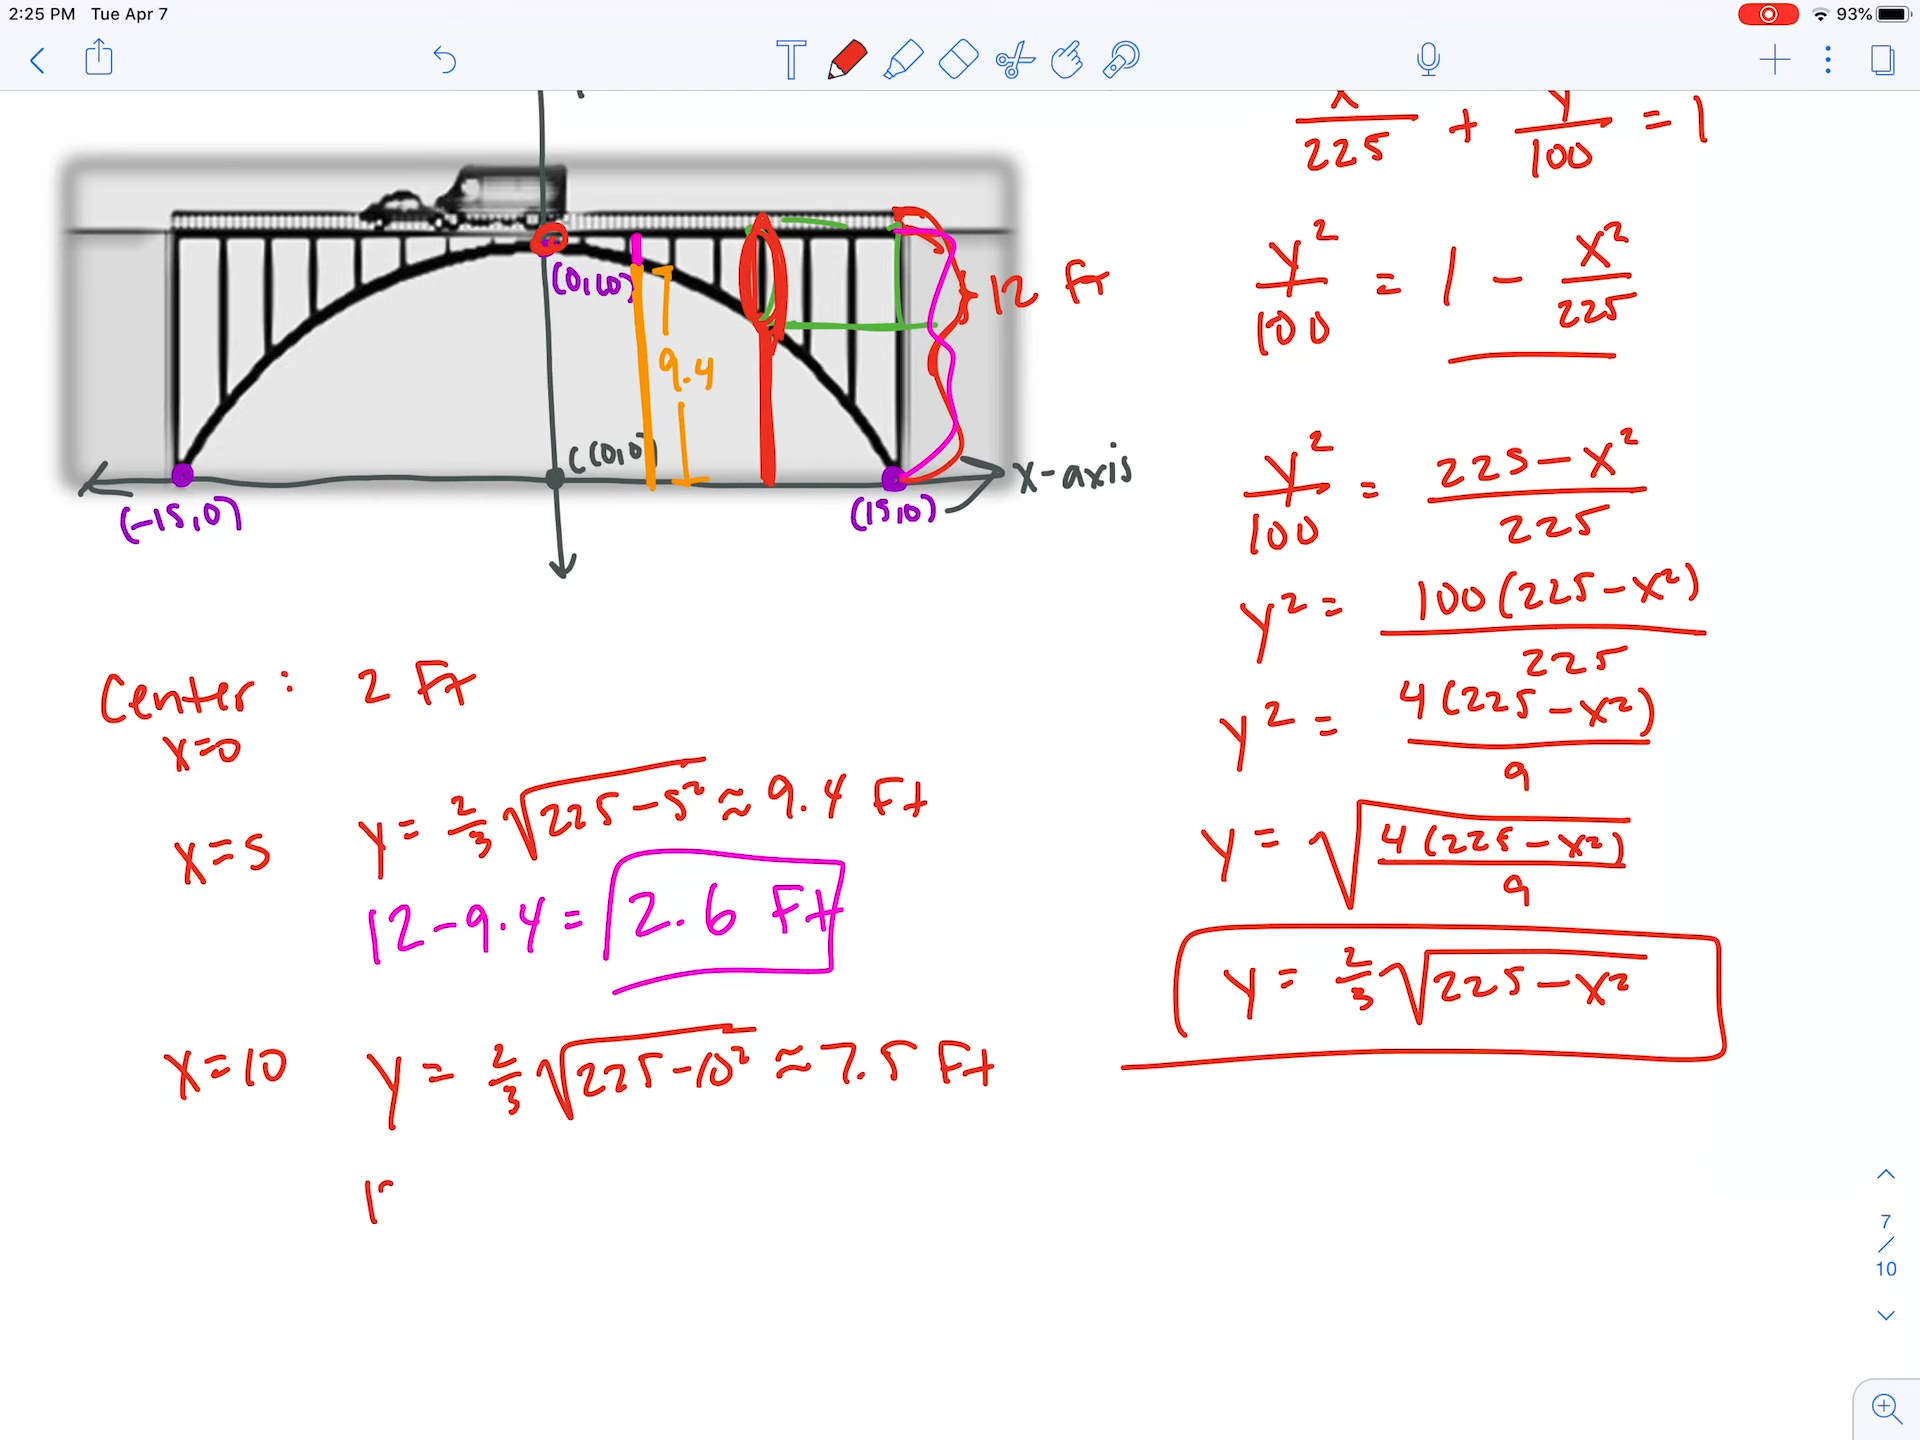 2:25 PM Tue Apr 7
93%
T
(0,10)
12 Ft
9.4
C(0,0)
x-axis
(-15,0)
(15,0)
Center: 2 Ft
x=0
x=5 y = 2/3 √225-5² ≈ 9.4 Ft
12-9.4 = 2.6 Ft
x=10 y = 2/3 √225-10² ≈ 7.5 Ft
/225 + /100 = 1
y²/100 = 1 - x²/225
y²/100 = 225-x²/225
y² = 100(225-x²)/225
y² = 4(225-x²)/9
y = √4(225-x²)/9
y = 2/3 √225-x²
7
/
10